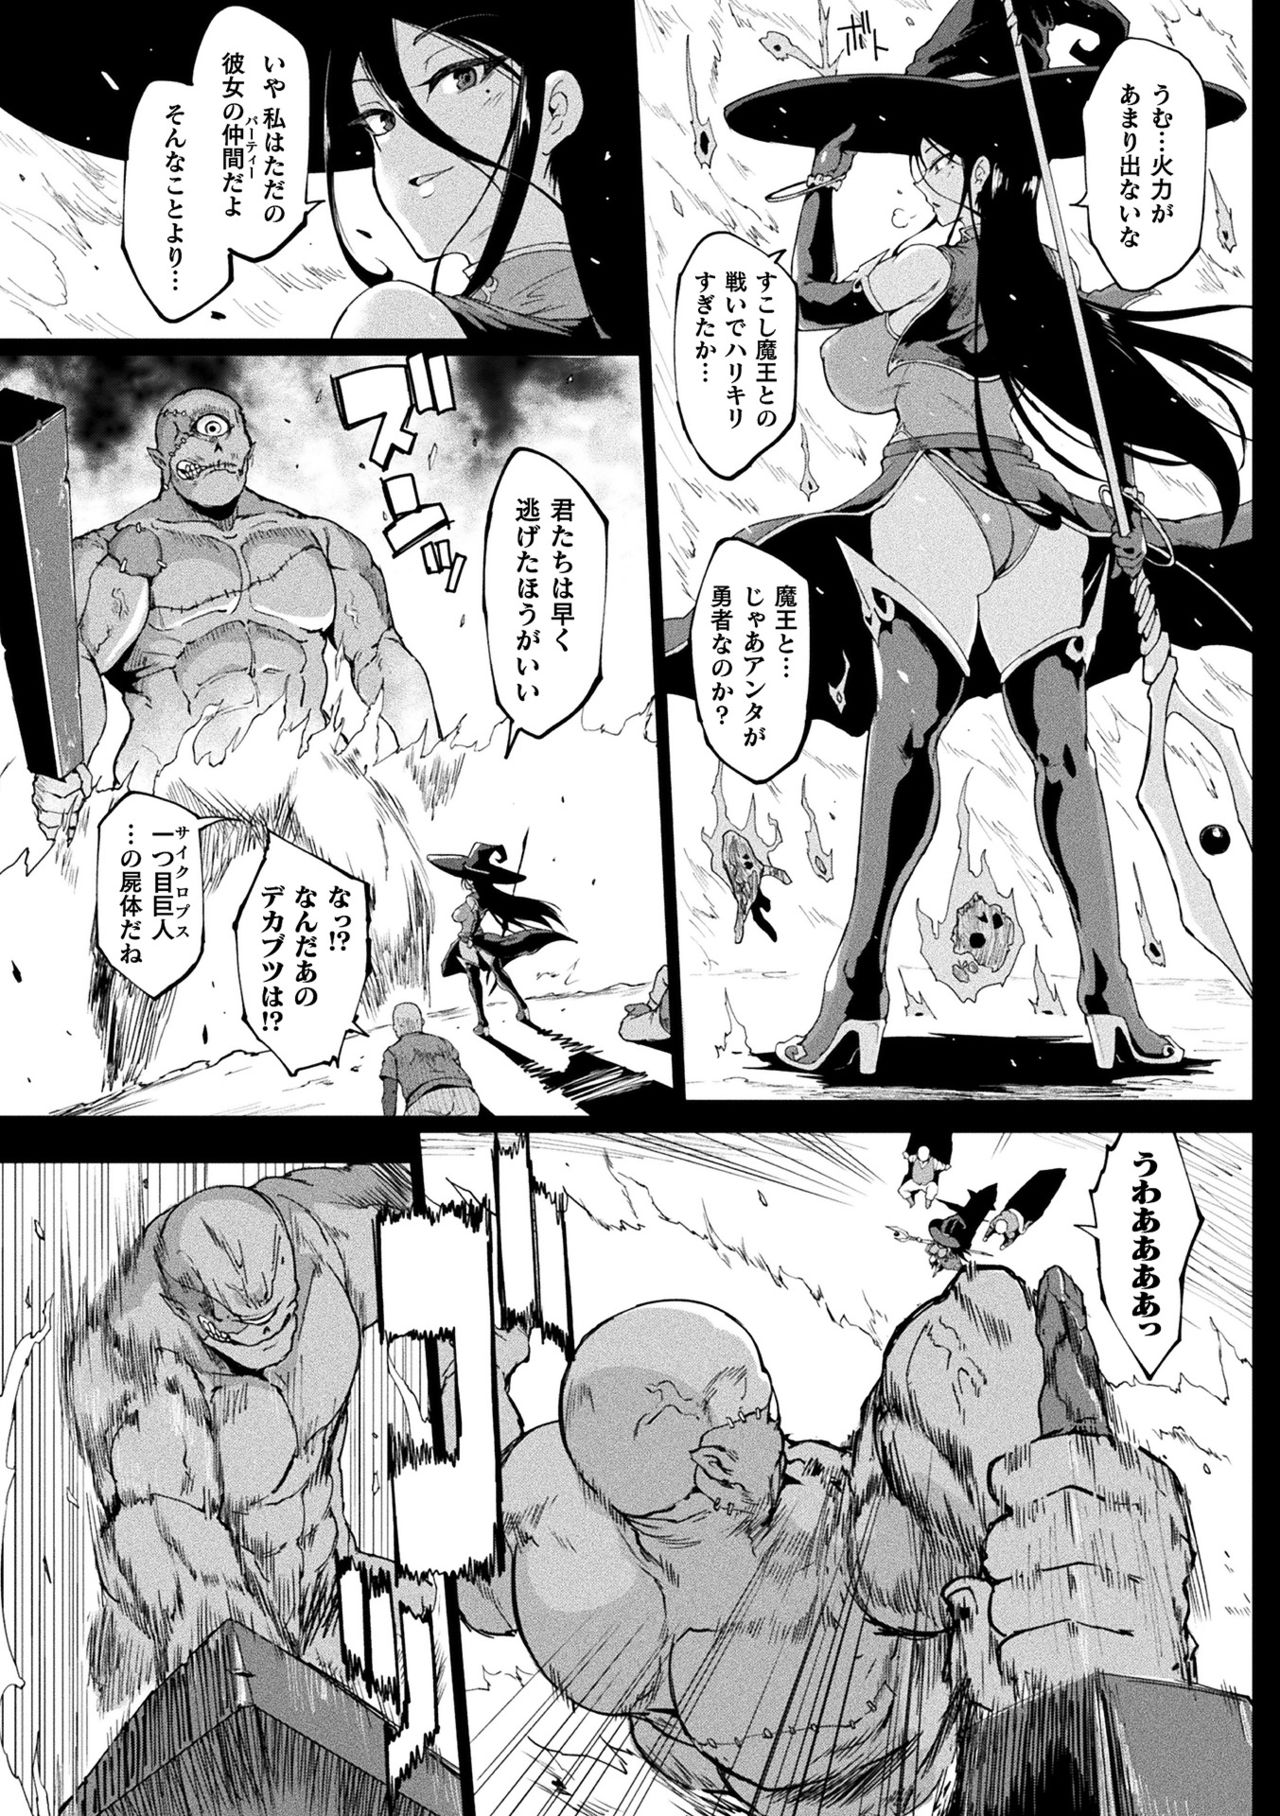 うむ…火力が
あまり出ないな
ボト
すこし魔王との
戦いでハリキリ
すぎたか…
魔王と…
じゃあアンタが
勇者なのか？
いや 私はただの
彼女の仲間だよ
パーティー
そんなことより…
ズーン
君たちは早く
逃げたほうがいい
なっ!?
なんだあの
デカブツは!?
サイクロプス
一つ目巨人
…の屍体だね
うわああああっ